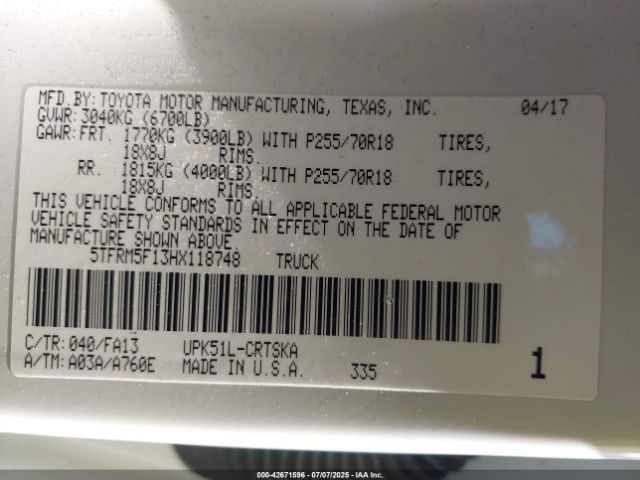 MFD.BY: TOYOTA MOTOR MANUFACTURING, TEXAS, INC. 04/17
GVWR: 3040KG (6700LB)
GAWR: FRT. 1770KG (3900LB) WITH P255/70R18 TIRES,
18X8J RIMS.
RR. 1815KG (4000LB) WITH P255/70R18 TIRES,
18X8J RIMS.
THIS VEHICLE CONFORMS TO ALL APPLICABLE FEDERAL MOTOR
VEHICLE SAFETY STANDARDS IN EFFECT ON THE DATE OF
MANUFACTURE SHOWN ABOVE.
5TFRM5F13HX118748 TRUCK
C/TR: 040/FA13 UPK51L-CRTSKA
A/TM: A03A/A760E MADE IN U.S.A. 335 1
000-42671596 - 07/07/2025 - IAA Inc.